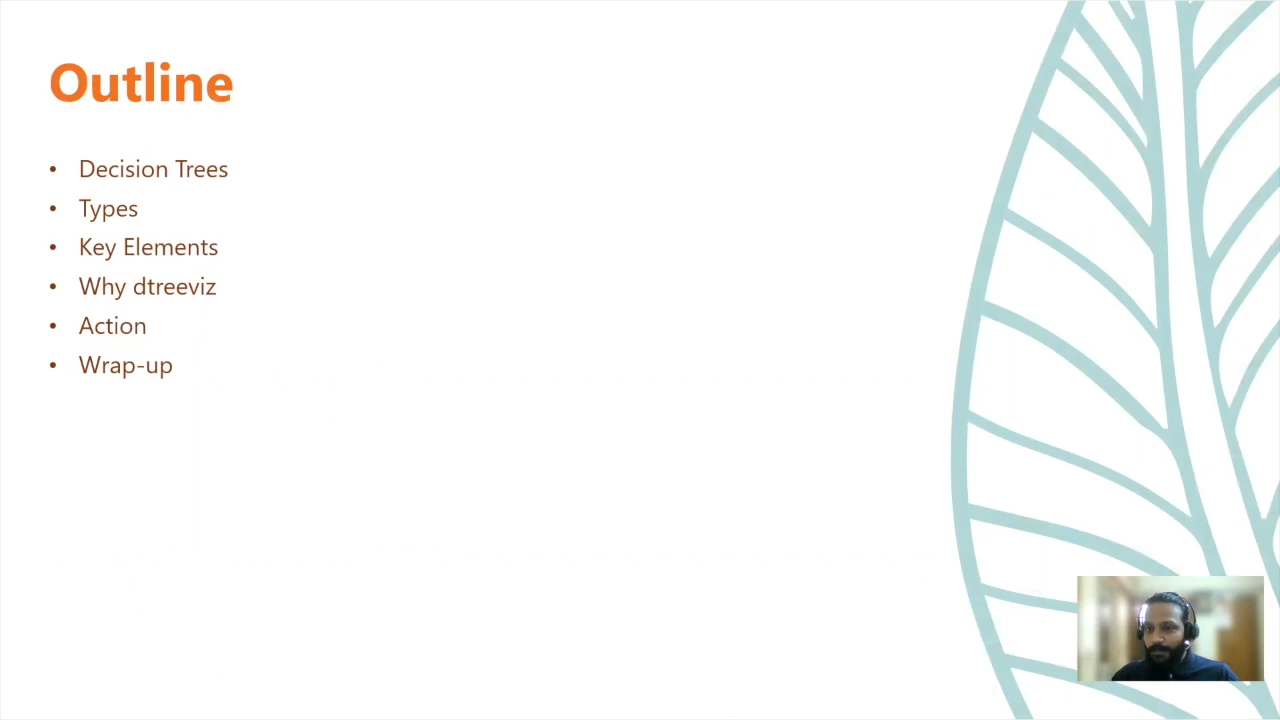 Outline
• Decision Trees
• Types
• Key Elements
• Why dtreeviz
• Action
• Wrap-up